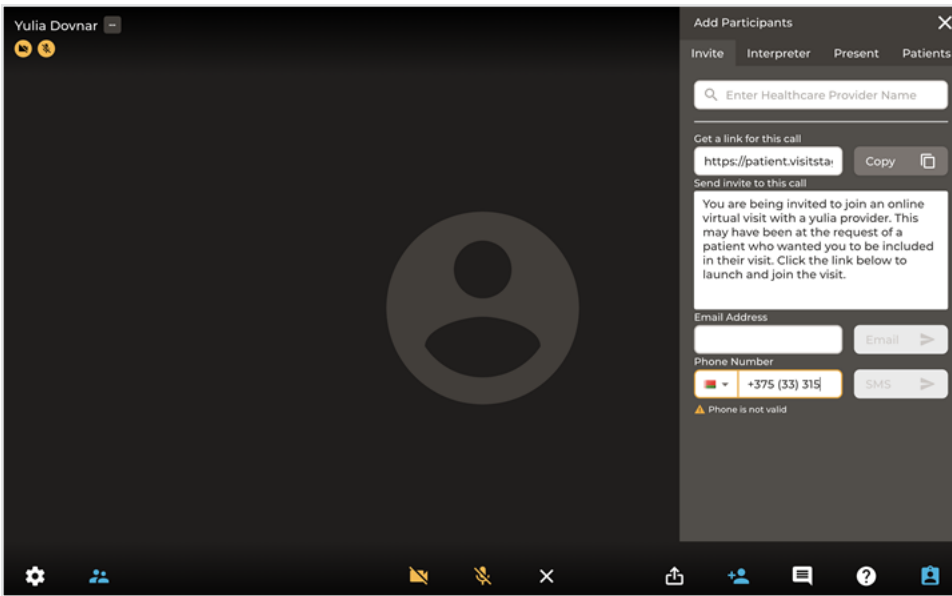 Yulia Dovnar
Add Participants
Invite Interpreter Present Patients
Enter Healthcare Provider Name
Get a link for this call
https://patient.visitsta
Copy
Send invite to this call
You are being invited to join an online
virtual visit with a yulia provider. This
may have been at the request of a
patient who wanted you to be included
in their visit. Click the link below to
launch and join the visit.
Email Address
Email
Phone Number
+375 (33) 315
SMS
Phone is not valid